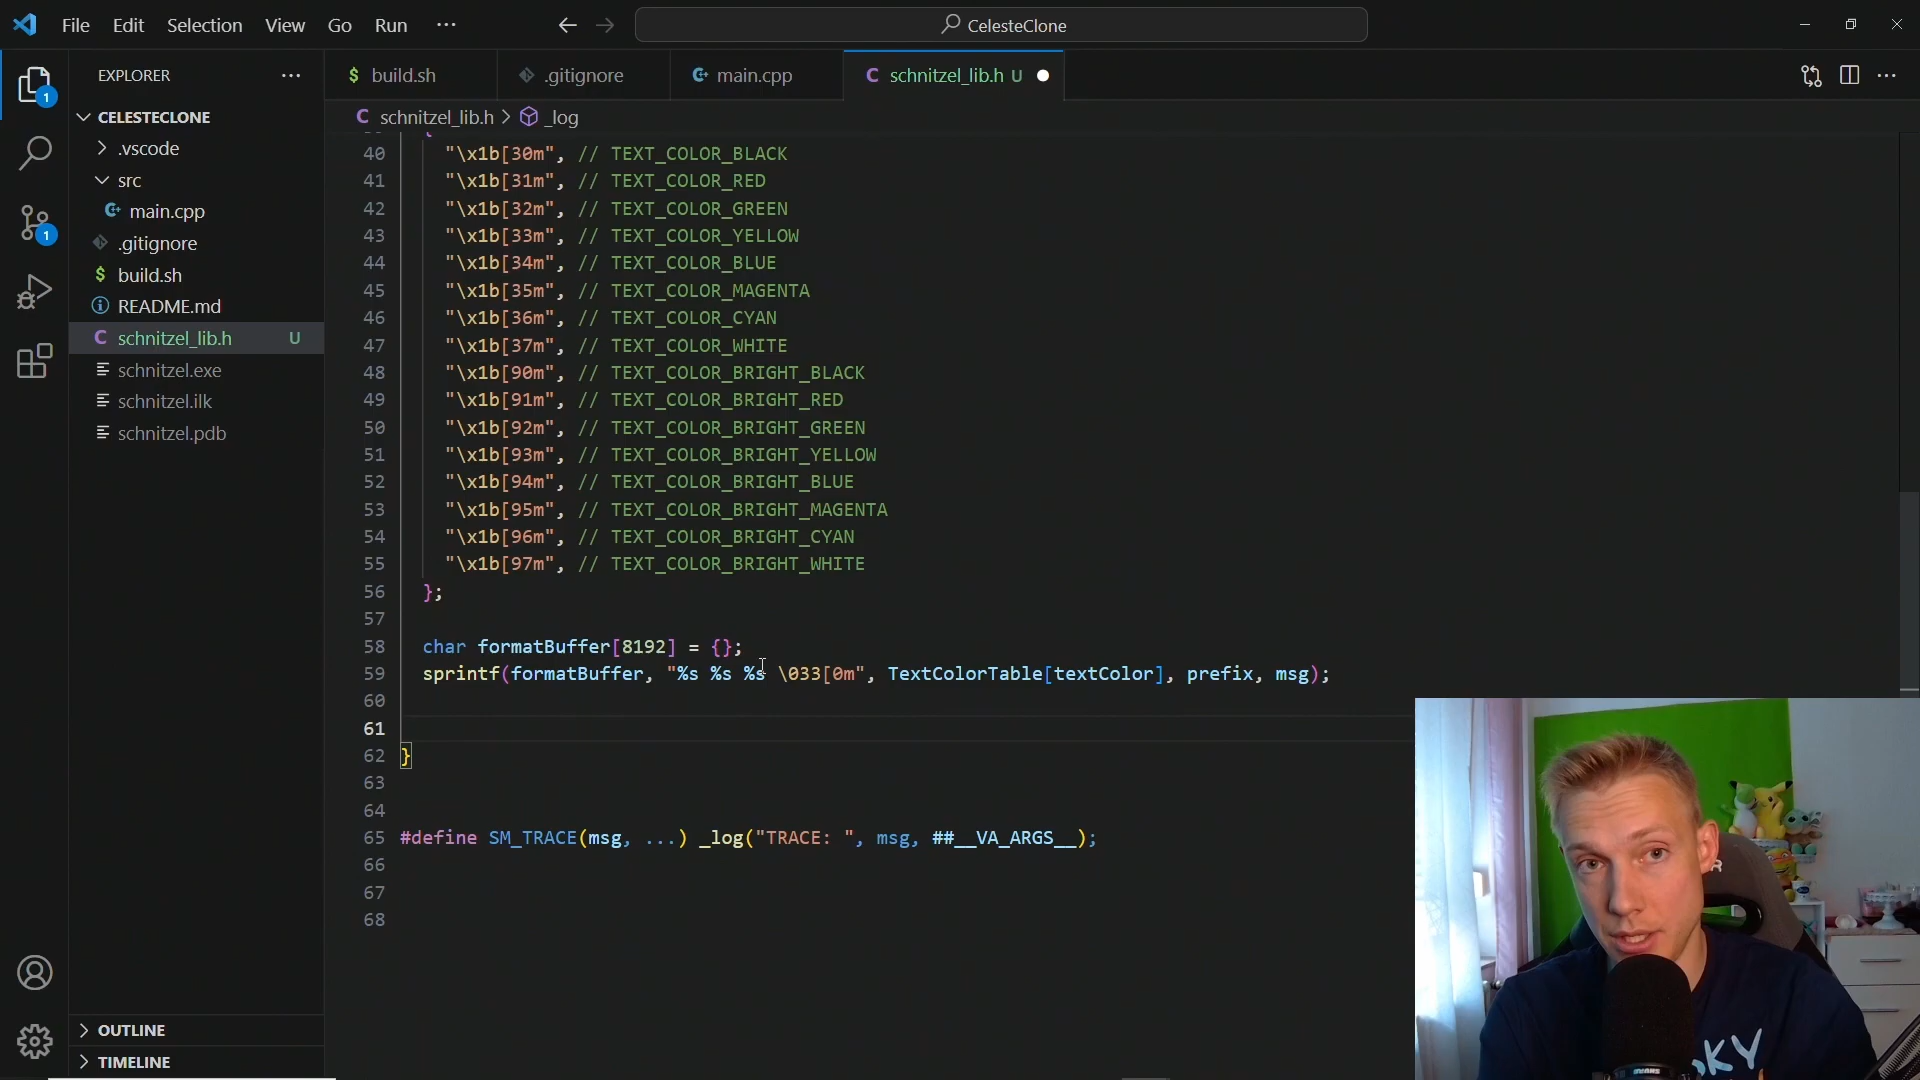 File Edit Selection View Go Run ···
CelesteClone
EXPLORER ···
build.sh
.gitignore
main.cpp
schnitzel_lib.h U
CELESTECLONE
.vscode
src
main.cpp
.gitignore
build.sh
README.md
schnitzel_lib.h U
schnitzel.exe
schnitzel.ilk
schnitzel.pdb
OUTLINE
TIMELINE
1
1
schnitzel_lib.h > _log
40 "\x1b[30m", // TEXT_COLOR_BLACK
41 "\x1b[31m", // TEXT_COLOR_RED
42 "\x1b[32m", // TEXT_COLOR_GREEN
43 "\x1b[33m", // TEXT_COLOR_YELLOW
44 "\x1b[34m", // TEXT_COLOR_BLUE
45 "\x1b[35m", // TEXT_COLOR_MAGENTA
46 "\x1b[36m", // TEXT_COLOR_CYAN
47 "\x1b[37m", // TEXT_COLOR_WHITE
48 "\x1b[90m", // TEXT_COLOR_BRIGHT_BLACK
49 "\x1b[91m", // TEXT_COLOR_BRIGHT_RED
50 "\x1b[92m", // TEXT_COLOR_BRIGHT_GREEN
51 "\x1b[93m", // TEXT_COLOR_BRIGHT_YELLOW
52 "\x1b[94m", // TEXT_COLOR_BRIGHT_BLUE
53 "\x1b[95m", // TEXT_COLOR_BRIGHT_MAGENTA
54 "\x1b[96m", // TEXT_COLOR_BRIGHT_CYAN
55 "\x1b[97m", // TEXT_COLOR_BRIGHT_WHITE
56 };
57
58 char formatBuffer[8192] = {};
59 sprintf(formatBuffer, "%s %s %s \033[0m", TextColorTable[textColor], prefix, msg);
60
61
62 }
63
64
65 #define SM_TRACE(msg, ...) _log("TRACE: ", msg, ##__VA_ARGS__);
66
67
68